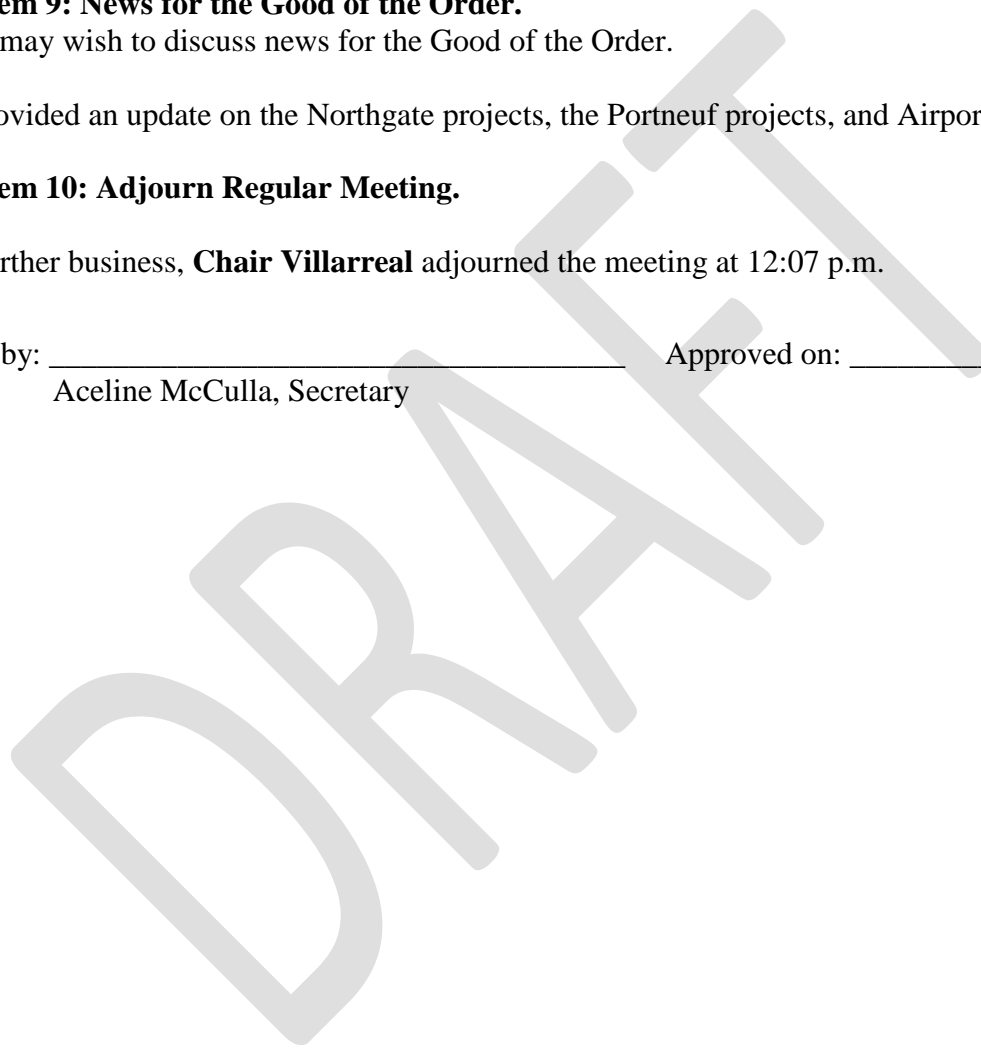 em 9: News for the Good of the Order.
may wish to discuss news for the Good of the Order.
ovided an update on the Northgate projects, the Portneuf projects, and Airpor
em 10: Adjourn Regular Meeting.
rther business, Chair Villarreal adjourned the meeting at 12:07 p.m.
by: ____________________________________ Approved on: _________
Aceline McCulla, Secretary
DRAFT